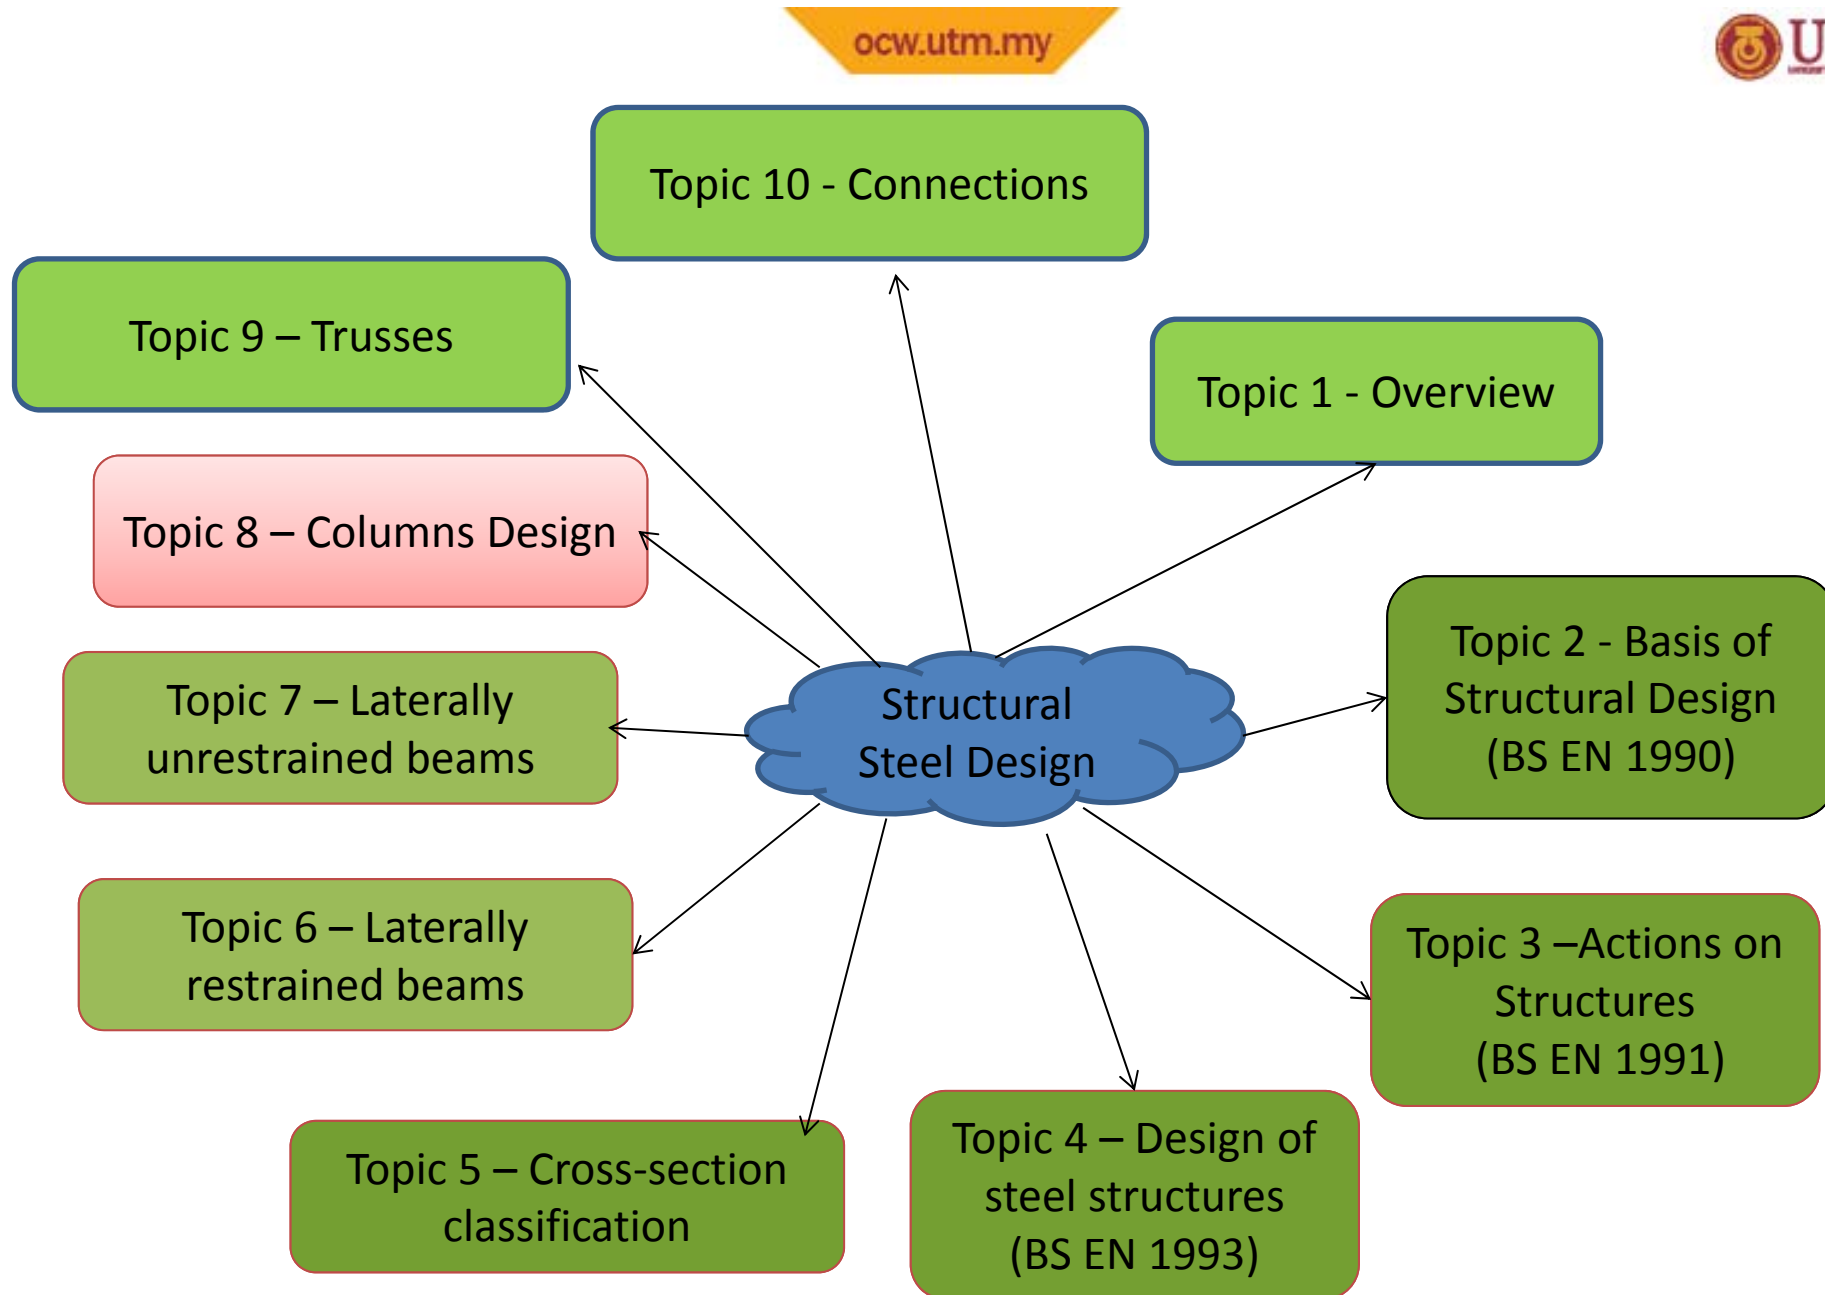 ocw.utm.my
U
Topic 10 - Connections
Topic 9 – Trusses
Topic 1 - Overview
Topic 8 – Columns Design
Topic 2 - Basis of
Structural Design
(BS EN 1990)
Topic 7 – Laterally
unrestrained beams
Structural
Steel Design
Topic 6 – Laterally
restrained beams
Topic 3 –Actions on
Structures
(BS EN 1991)
Topic 5 – Cross-section
classification
Topic 4 – Design of
steel structures
(BS EN 1993)